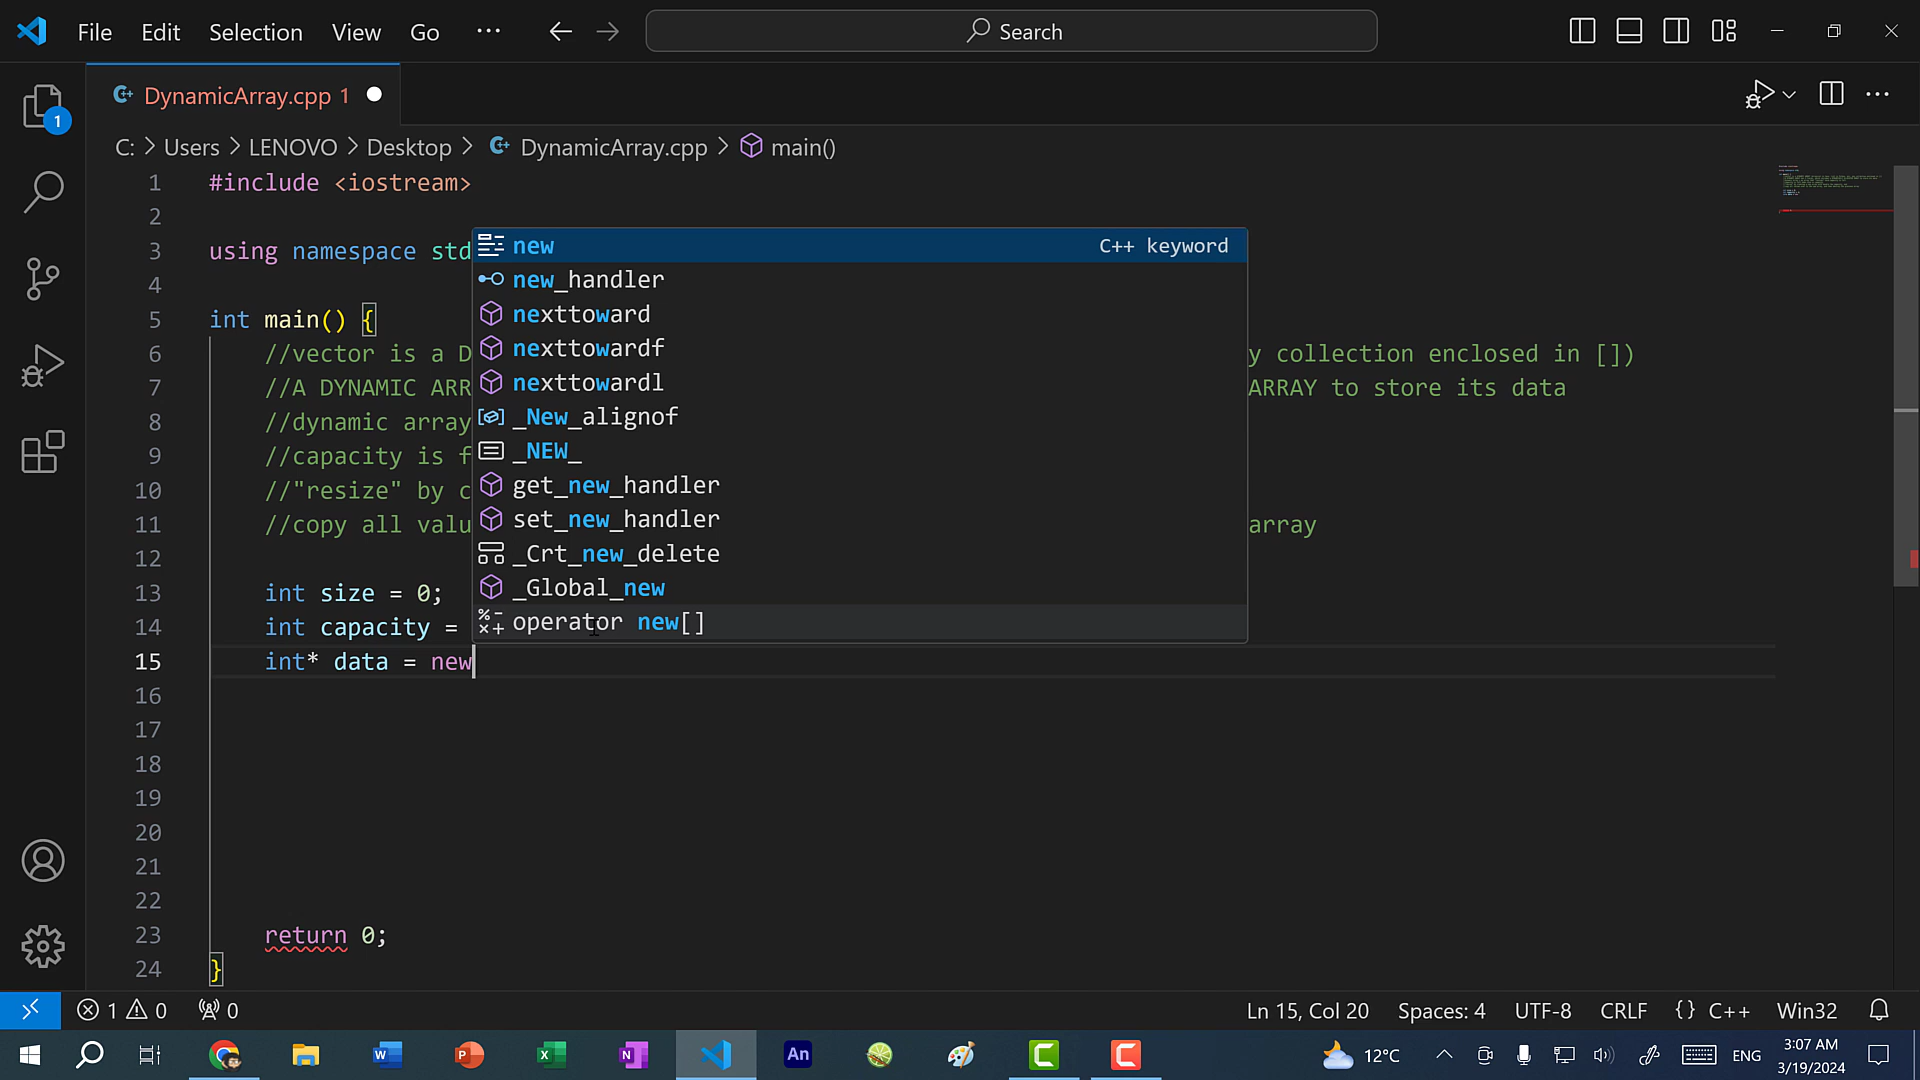 File Edit Selection View Go ... Search
DynamicArray.cpp 1
C: > Users > LENOVO > Desktop > DynamicArray.cpp > main()
1 #include <iostream>
2
3 using namespace std
4
5 int main() {
6 //vector is a D y collection enclosed in [])
7 //A DYNAMIC ARR ARRAY to store its data
8 //dynamic array
9 //capacity is f
10 //"resize" by c
11 //copy all valu array
12
13 int size = 0;
14 int capacity =
15 int* data = new
16
17
18
19
20
21
22
23 return 0;
24 }
new C++ keyword
new_handler
nexttoward
nexttowardf
nexttowardl
_New_alignof
_NEW_
get_new_handler
set_new_handler
_Crt_new_delete
_Global_new
operator new[]
1
1 0 0 Ln 15, Col 20 Spaces: 4 UTF-8 CRLF {} C++ Win32
W P X N An 12°C ENG 3:07 AM
3/19/2024